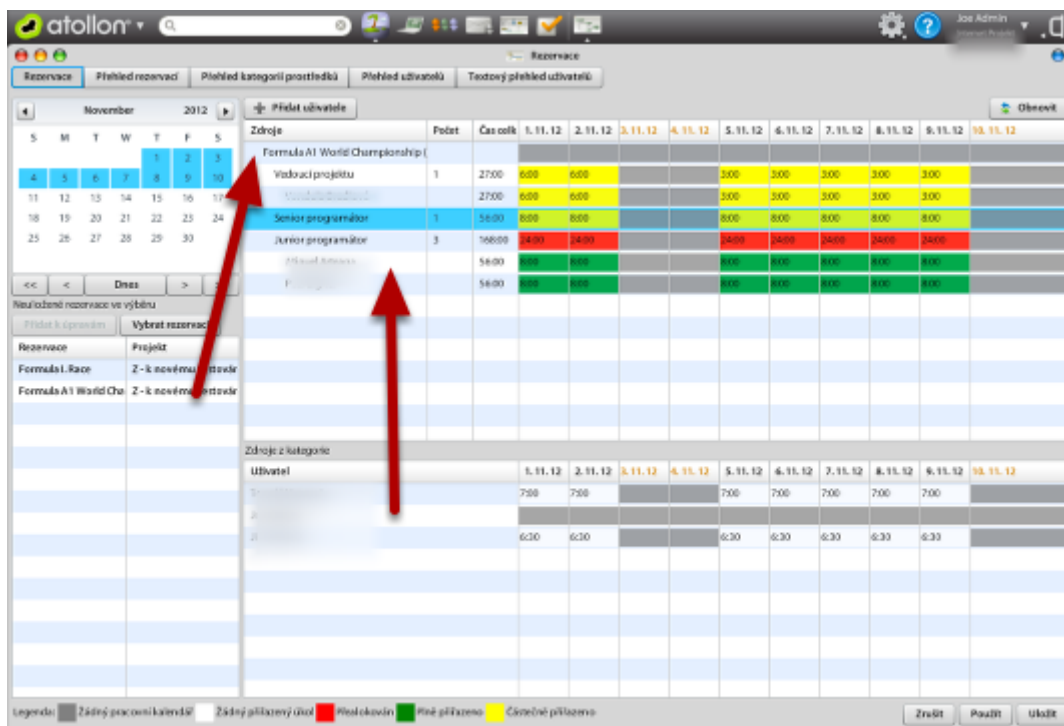 atollon
Joe Admin
Rezervace
Rezervace Přehled rezervací Přehled kategorií prostředků Přehled uživatelů Textový přehled uživatelů
November 2012
S M T W T F S
1 2 3
4 5 6 7 8 9 10
11 12 13 14 15 16 17
18 19 20 21 22 23 24
25 26 27 28 29 30
<< < Dnes >
Neuložené rezervace ve výběru
Přidat k úpravám Vybrat rezervaci
Rezervace Projekt
Formula I. Race Z - k novému
Formula A1 World Cha Z - k novému
Přidat uživatele Obnovit
Zdroje Počet Čas celk 1. 11. 12 2. 11. 12 3. 11. 12 4. 11. 12 5. 11. 12 6. 11. 12 7. 11. 12 8. 11. 12 9. 11. 12 10. 11. 12
Formula A1 World Championship (
Vedoucí projektu 1 27:00 6:00 6:00 3:00 3:00 3:00 3:00 3:00
27:00 6:00 6:00 3:00 3:00 3:00 3:00 3:00
Senior programátor 1 56:00 8:00 8:00 8:00 8:00 8:00 8:00 8:00
Junior programátor 3 168:00 24:00 24:00 24:00 24:00 24:00 24:00 24:00
56:00 8:00 8:00 8:00 8:00 8:00 8:00 8:00
56:00 8:00 8:00 8:00 8:00 8:00 8:00 8:00
Zdroje z kategorie
Uživatel 1. 11. 12 2. 11. 12 3. 11. 12 4. 11. 12 5. 11. 12 6. 11. 12 7. 11. 12 8. 11. 12 9. 11. 12 10. 11. 12
7:00 7:00 7:00 7:00 7:00 7:00 7:00
6:30 6:30 6:30 6:30 6:30 6:30 6:30
Legenda: Žádný pracovní kalendář Žádný přiřazený úkol Přealokován Plně přiřazeno Částečně přiřazeno
Zrušit Použít Uložit